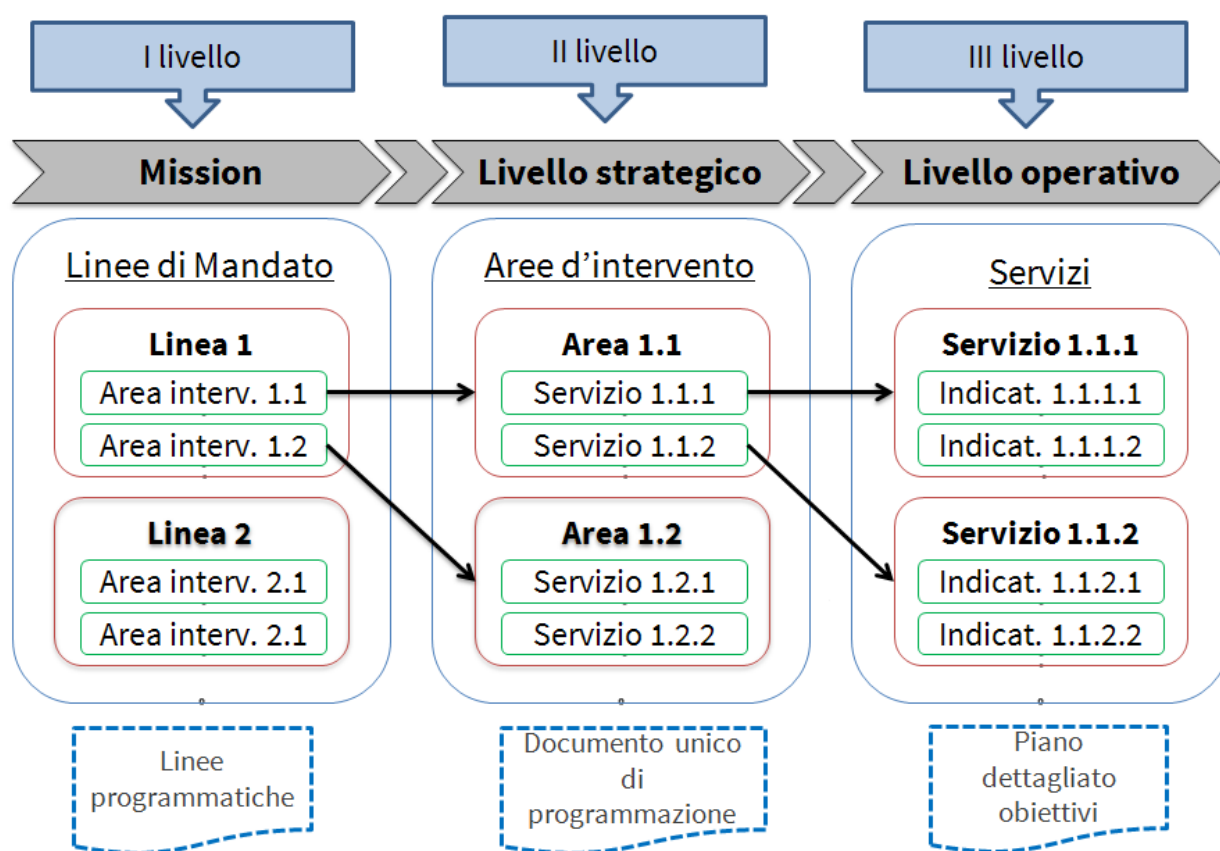 I livello
II livello
III livello
Mission
Livello strategico
Livello operativo
Linee di Mandato
Linea 1
Area interv. 1.1
Area interv. 1.2
Linea 2
Area interv. 2.1
Area interv. 2.1
Aree d’intervento
Area 1.1
Servizio 1.1.1
Servizio 1.1.2
Area 1.2
Servizio 1.2.1
Servizio 1.2.2
Servizi
Servizio 1.1.1
Indicat. 1.1.1.1
Indicat. 1.1.1.2
Servizio 1.1.2
Indicat. 1.1.2.1
Indicat. 1.1.2.2
Linee
programmatiche
Documento unico
di
programmazione
Piano
dettagliato
obiettivi